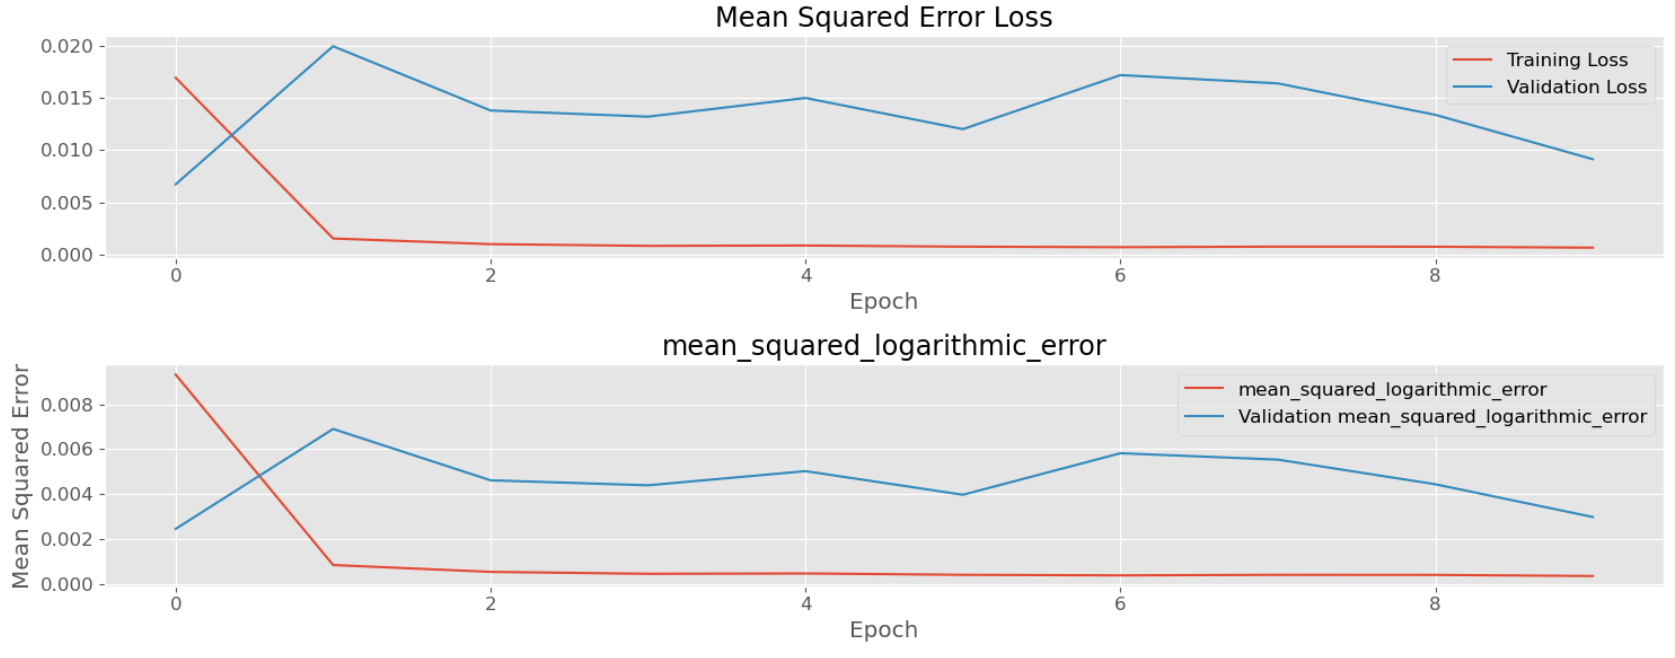 Mean Squared Error Loss
0.020
0.015
0.010
0.005
0.000
Training Loss
Validation Loss
0 2 4 6 8
Epoch
mean_squared_logarithmic_error
Mean Squared Error
0.008
0.006
0.004
0.002
0.000
mean_squared_logarithmic_error
Validation mean_squared_logarithmic_error
0 2 4 6 8
Epoch